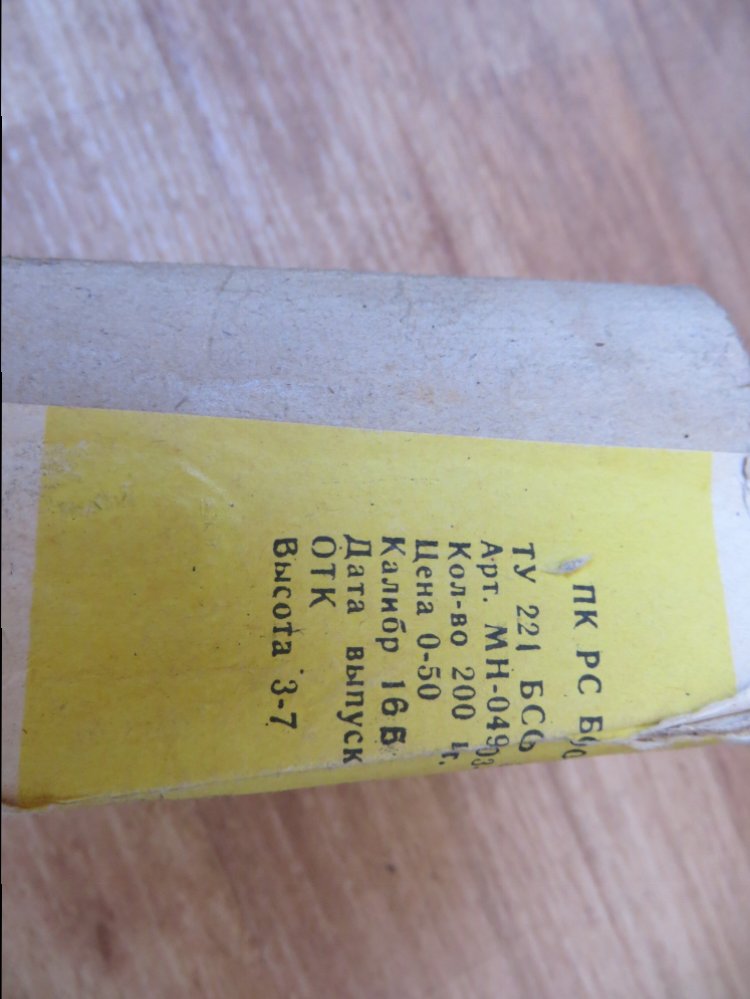 ПК РС
ТУ 221 БСС
Арт. МН-04903
Кол-во 200
Цена 0-50
Калибр 16 Б
Дата выпуск
ОТК
Высота 3-7